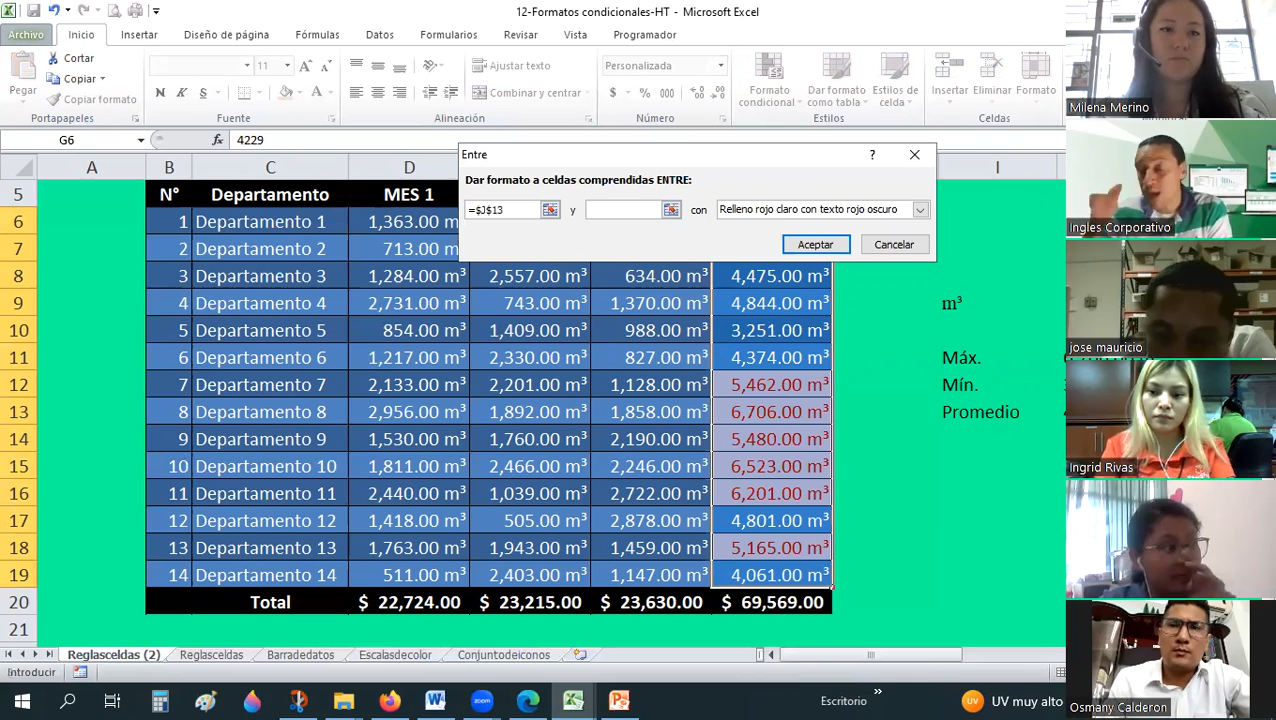 12-Formatos condicionales-HT - Microsoft Excel
Archivo Inicio Insertar Diseño de página Fórmulas Datos Formularios Revisar Vista Programador
Pegar Cortar Copiar Copiar formato
11 Ajustar texto Combinar y centrar
Personalizada
Formato condicional Dar formato como tabla Estilos de celda
Insertar Eliminar Formato
Portapapeles Fuente Alineación Número Celdas
G6 fx 4229
A B C D I
Entre
Dar formato a celdas comprendidas ENTRE:
=$J$13 y con Relleno rojo claro con texto rojo oscuro
Aceptar Cancelar
5 N° Departamento MES 1
6 1 Departamento 1 1,363.00 m
7 2 Departamento 2 713.00 m
8 3 Departamento 3 1,284.00 m³ 2,557.00 m³ 634.00 m³ 4,475.00 m³
9 4 Departamento 4 2,731.00 m³ 743.00 m³ 1,370.00 m³ 4,844.00 m³ m³
10 5 Departamento 5 854.00 m³ 1,409.00 m³ 988.00 m³ 3,251.00 m³
11 6 Departamento 6 1,217.00 m³ 2,330.00 m³ 827.00 m³ 4,374.00 m³ Máx.
12 7 Departamento 7 2,133.00 m³ 2,201.00 m³ 1,128.00 m³ 5,462.00 m³ Mín.
13 8 Departamento 8 2,956.00 m³ 1,892.00 m³ 1,858.00 m³ 6,706.00 m³ Promedio
14 9 Departamento 9 1,530.00 m³ 1,760.00 m³ 2,190.00 m³ 5,480.00 m³
15 10 Departamento 10 1,811.00 m³ 2,466.00 m³ 2,246.00 m³ 6,523.00 m³
16 11 Departamento 11 2,440.00 m³ 1,039.00 m³ 2,722.00 m³ 6,201.00 m³
17 12 Departamento 12 1,418.00 m³ 505.00 m³ 2,878.00 m³ 4,801.00 m³
18 13 Departamento 13 1,763.00 m³ 1,943.00 m³ 1,459.00 m³ 5,165.00 m³
19 14 Departamento 14 511.00 m³ 2,403.00 m³ 1,147.00 m³ 4,061.00 m³
20 Total $ 22,724.00 $ 23,215.00 $ 23,630.00 $ 69,569.00
21
Reglasceldas (2) Reglasceldas Barradedatos Escalasdecolor Conjuntodeiconos
Introducir
Escritorio » UV muy alto
Milena Merino
Ingles Corporativo
jose mauricio
Ingrid Rivas
Osmany Calderon